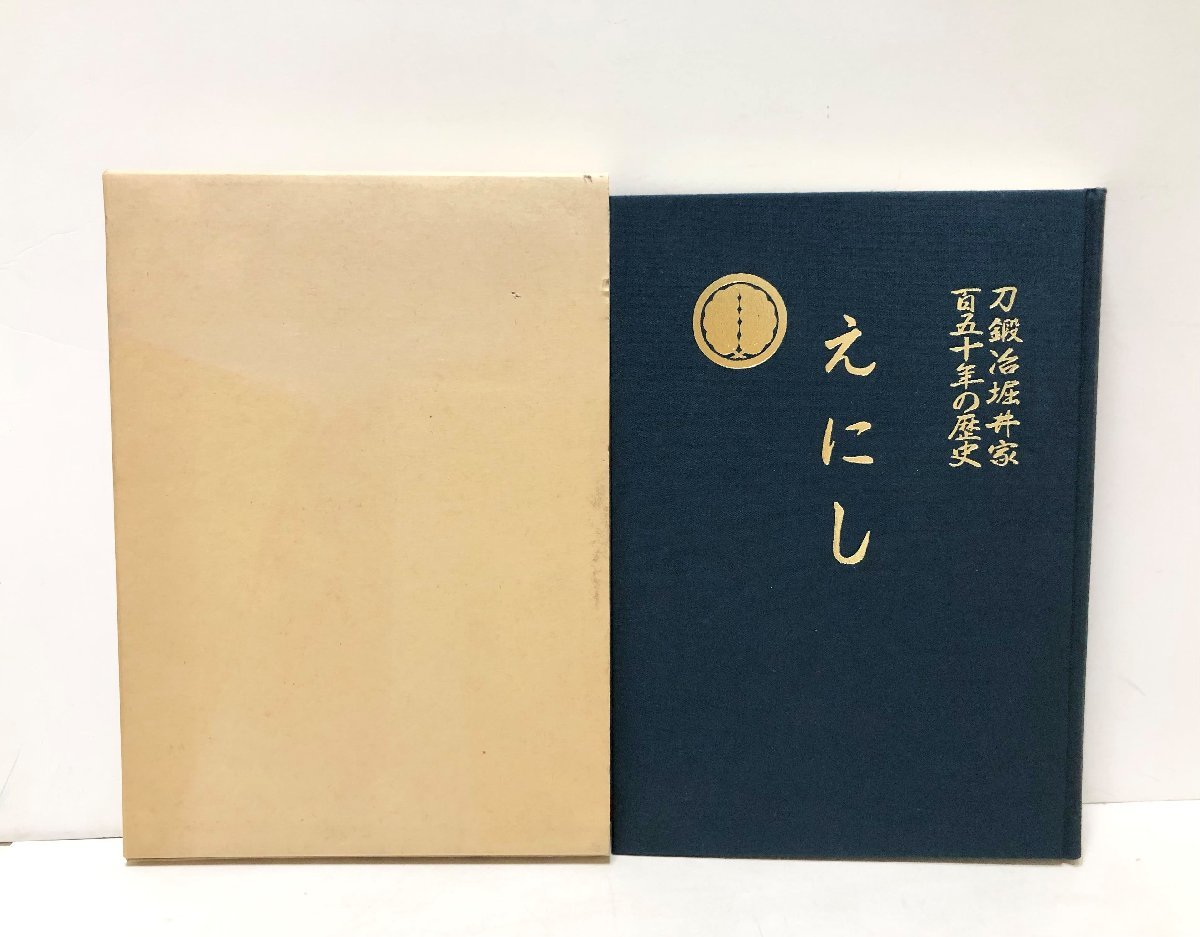 刀鍛冶堀井家
百五十年の歴史
えにし